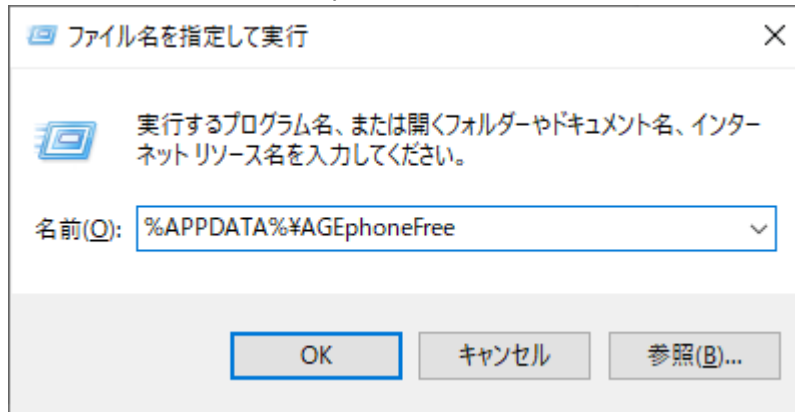 ファイル名を指定して実行
実行するプログラム名、または開くフォルダーやドキュメント名、インター
ネット リソース名を入力してください。
名前(O): %APPDATA%¥AGEphoneFree
OK キャンセル 参照(B)...